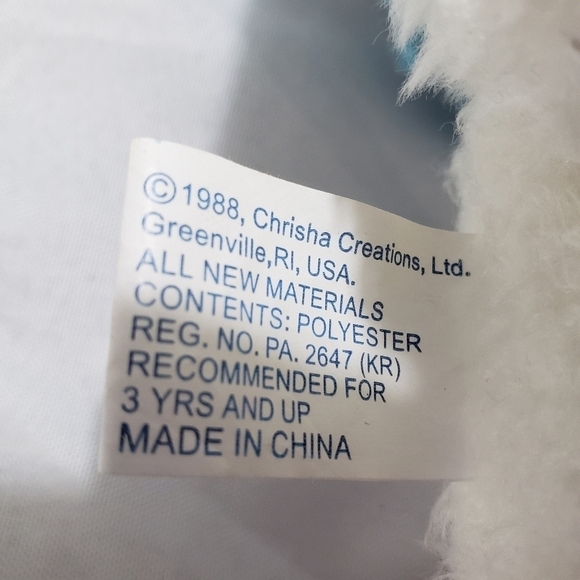 © 1988, Chrisha Creations, Ltd.
Greenville,RI, USA.
ALL NEW MATERIALS
CONTENTS: POLYESTER
REG. NO. PA. 2647 (KR)
RECOMMENDED FOR
3 YRS AND UP
MADE IN CHINA